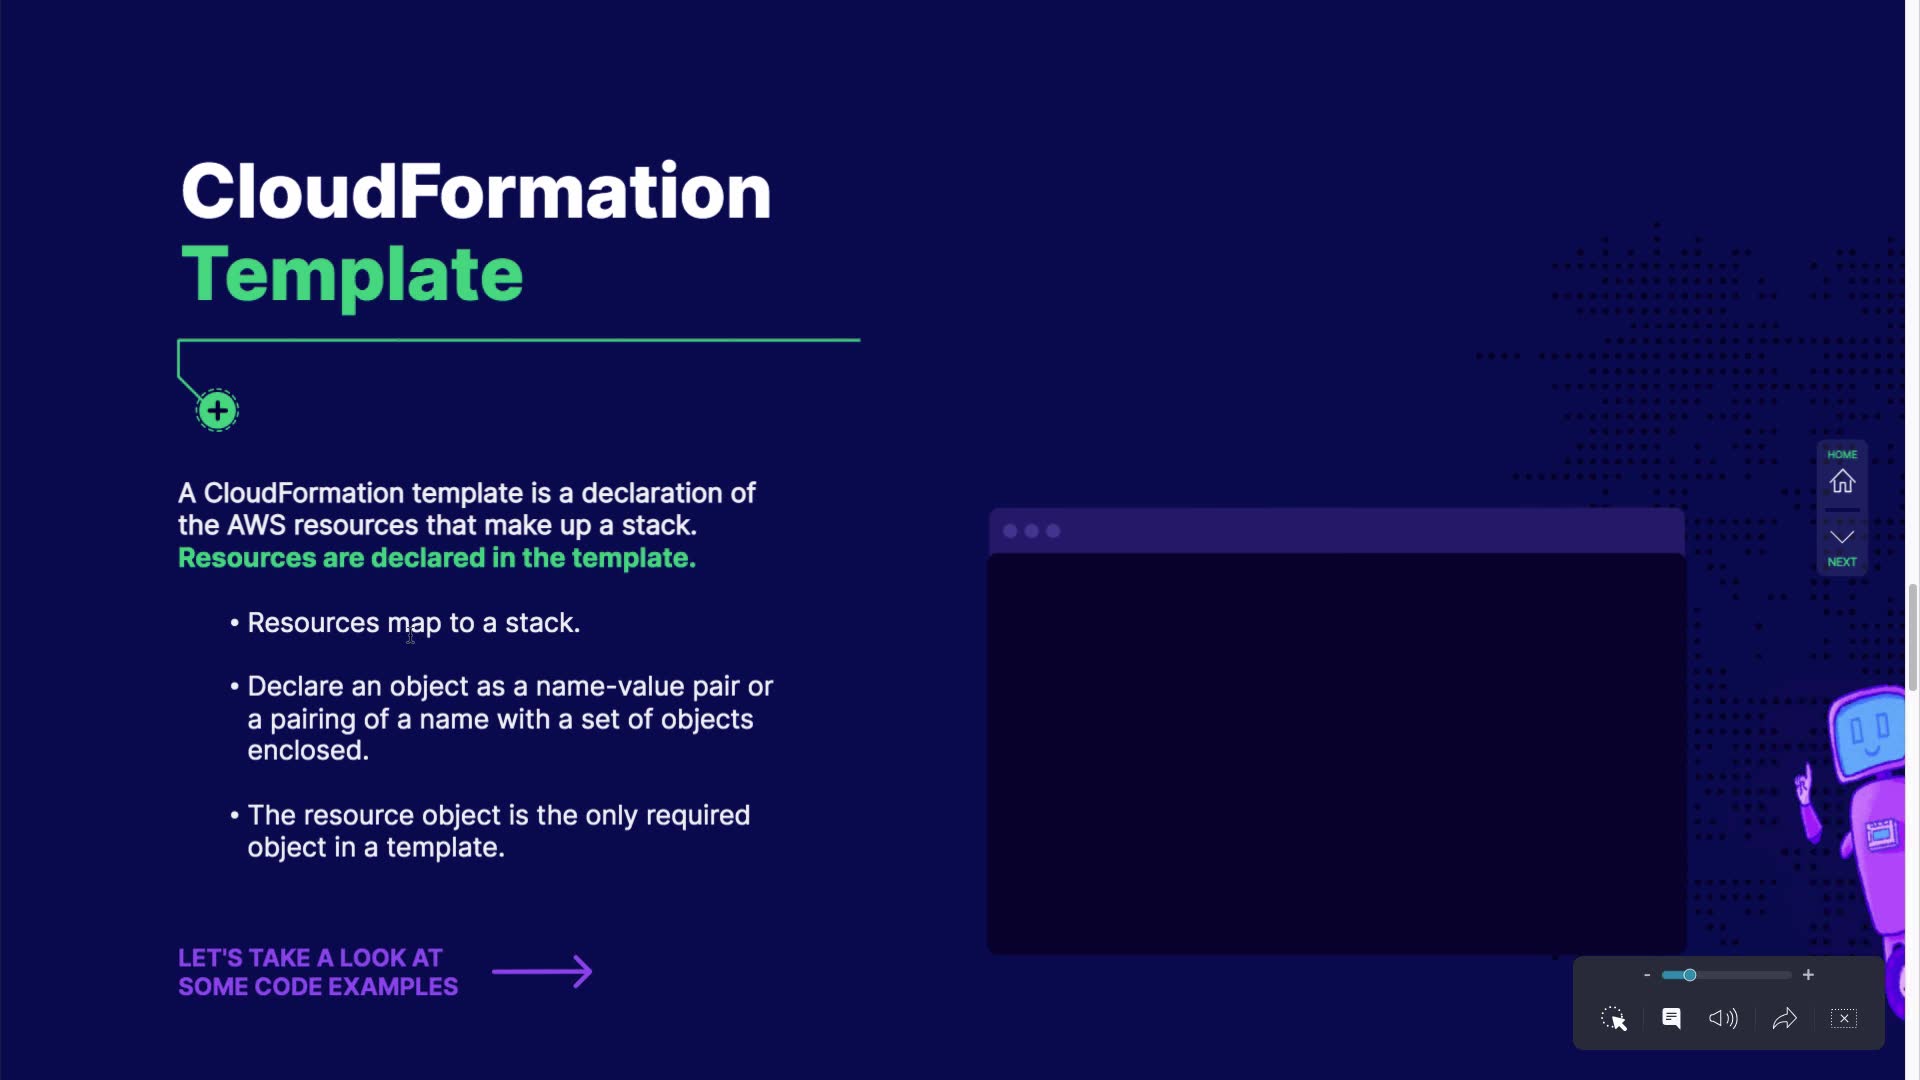 CloudFormation
Template
A CloudFormation template is a declaration of
the AWS resources that make up a stack.
Resources are declared in the template.
• Resources map to a stack.
• Declare an object as a name-value pair or
a pairing of a name with a set of objects
enclosed.
• The resource object is the only required
object in a template.
LET'S TAKE A LOOK AT
SOME CODE EXAMPLES
HOME
NEXT